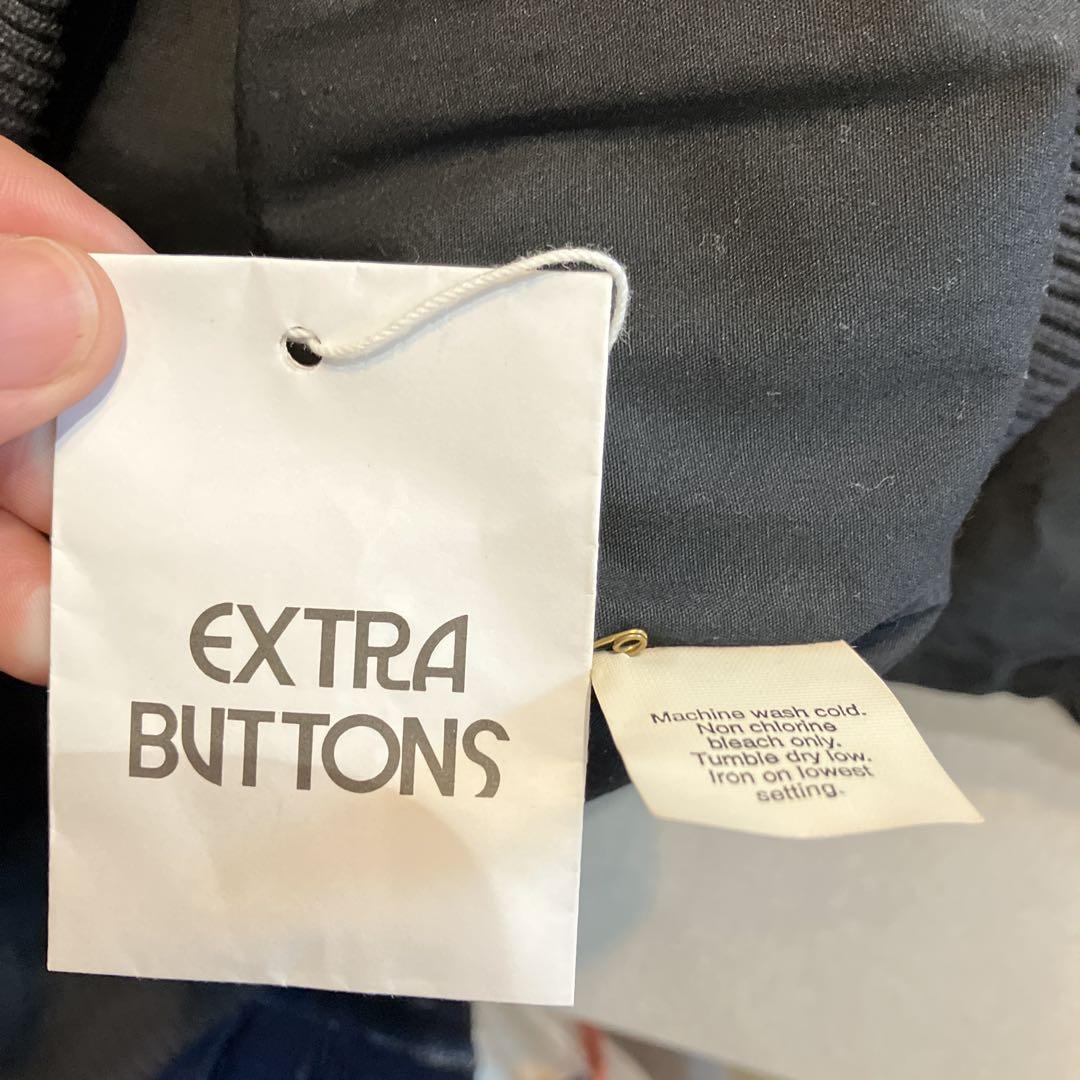 EXTRA
BUTTONS
Machine wash cold.
Non chlorine
bleach only.
Tumble dry low.
Iron on lowest
setting.